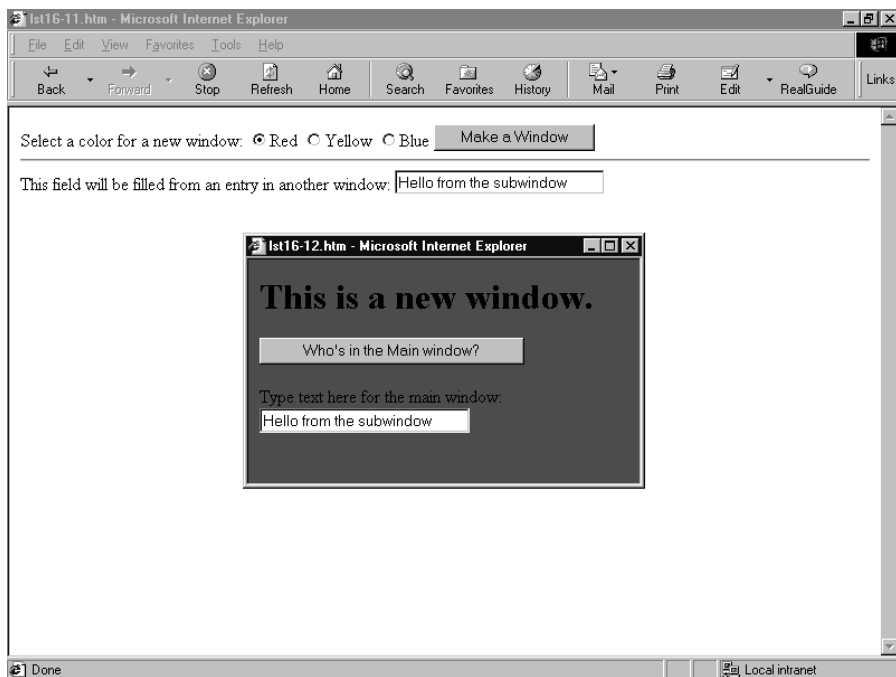 lst16-11.htm - Microsoft Internet Explorer
File Edit View Favorites Tools Help
Back Forward Stop Refresh Home Search Favorites History Mail Print Edit RealGuide Links
Select a color for a new window: Red Yellow Blue Make a Window
This field will be filled from an entry in another window: Hello from the subwindow
lst16-12.htm - Microsoft Internet Explorer
This is a new window.
Who's in the Main window?
Type text here for the main window:
Hello from the subwindow
Done Local intranet